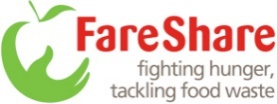 FareShare
fighting hunger,
tackling food waste